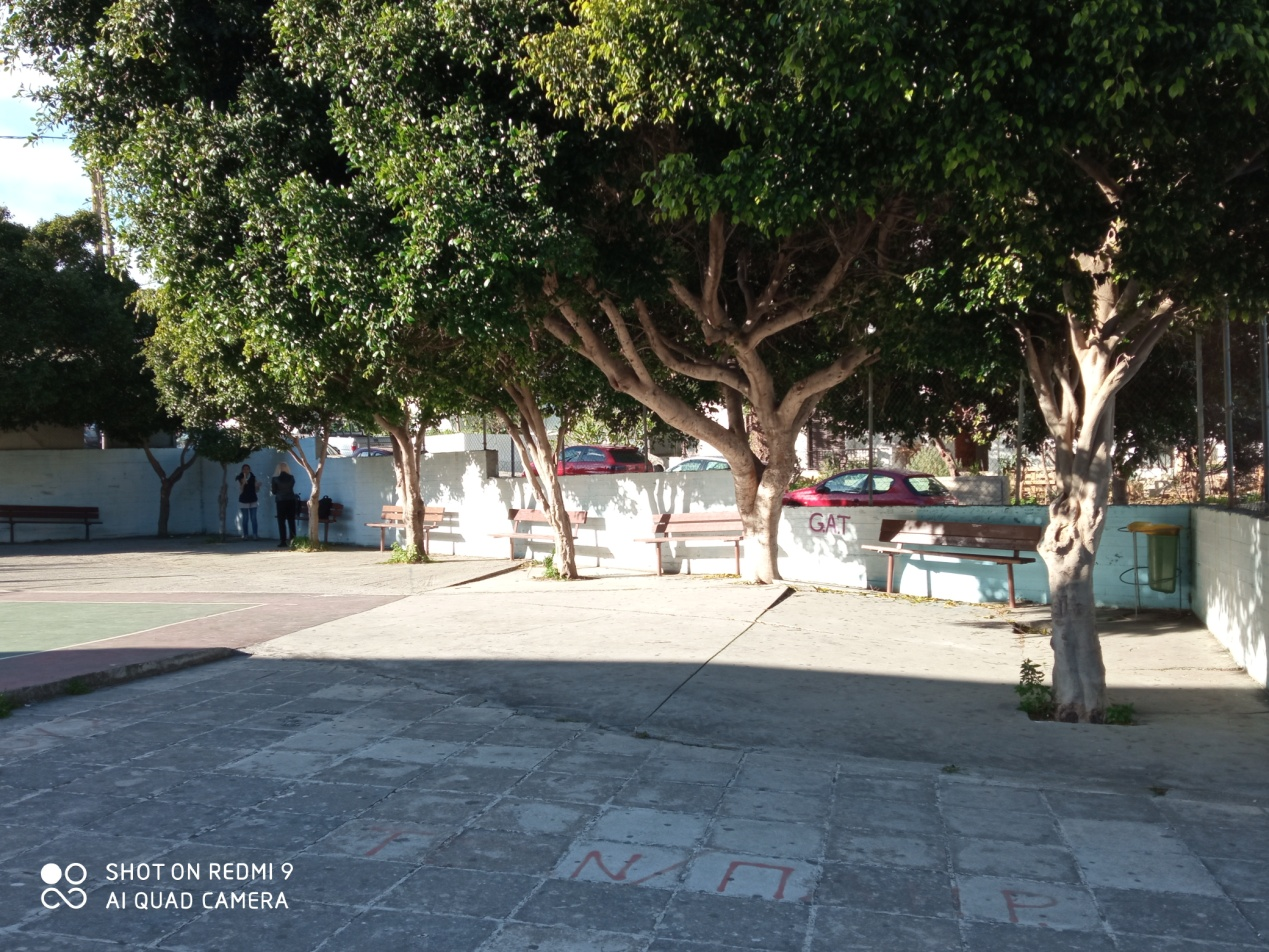 GAT
Ν Π Ρ
SHOT ON REDMI 9
AI QUAD CAMERA